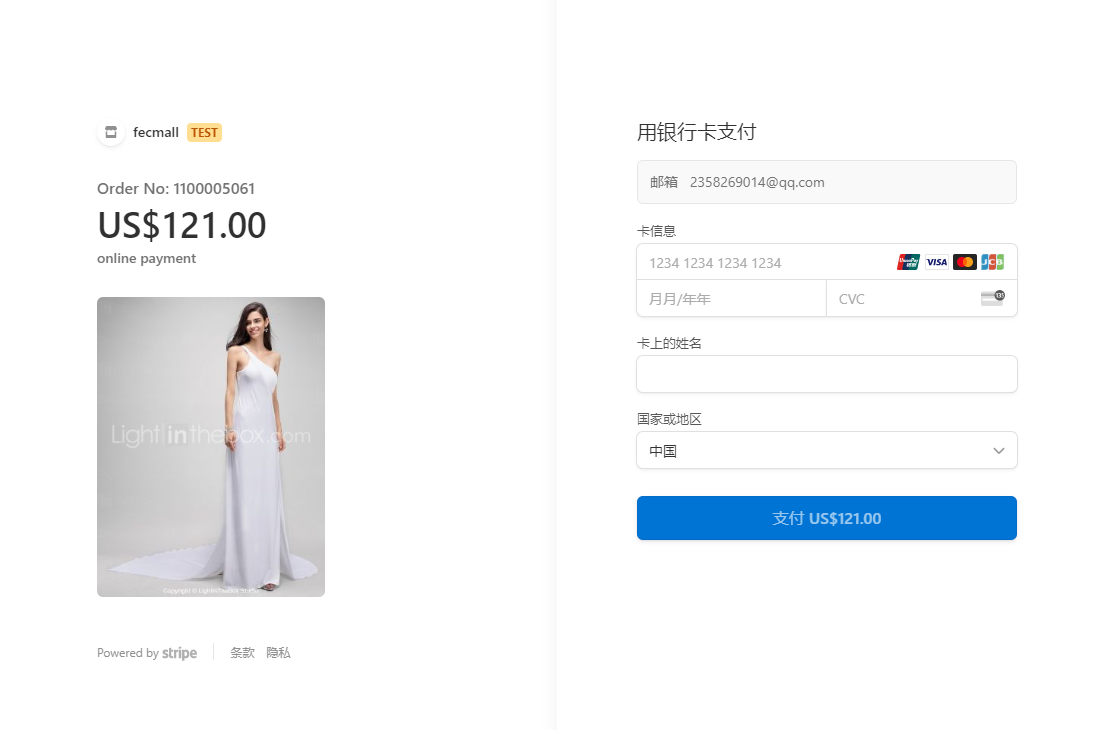 fecmall TEST
Order No: 1100005061
US$121.00
online payment
Light in the box.com
Copyright © LightInTheBox
Powered by stripe
条款 隐私
用银行卡支付
邮箱 2358269014@qq.com
卡信息
1234 1234 1234 1234 UnionPay 银联 VISA JCB
月月/年年 CVC 135
卡上的姓名
国家或地区
中国
支付 US$121.00